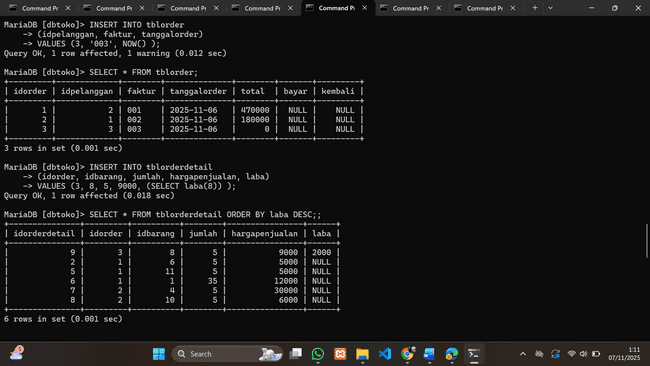 Command Pr
Command Pr
Command Pr
Command Pr
Command Pr
Command Pr
Command Pr
MariaDB [dbtoko]> INSERT INTO tblorder
    -> (idpelanggan, faktur, tanggalorder)
    -> VALUES (3, '003', NOW() );
Query OK, 1 row affected, 1 warning (0.012 sec)
MariaDB [dbtoko]> SELECT * FROM tblorder;
+---------+-------------+--------+--------------+--------+-------+---------+
| idorder | idpelanggan | faktur | tanggalorder | total  | bayar | kembali |
+---------+-------------+--------+--------------+--------+-------+---------+
|       1 |           2 | 001    | 2025-11-06   | 470000 |  NULL |    NULL |
|       2 |           1 | 002    | 2025-11-06   | 180000 |  NULL |    NULL |
|       3 |           3 | 003    | 2025-11-06   |      0 |  NULL |    NULL |
+---------+-------------+--------+--------------+--------+-------+---------+
3 rows in set (0.001 sec)
MariaDB [dbtoko]> INSERT INTO tblorderdetail
    -> (idorder, idbarang, jumlah, hargapenjualan, laba)
    -> VALUES (3, 8, 5, 9000, (SELECT laba(8)) );
Query OK, 1 row affected (0.018 sec)
MariaDB [dbtoko]> SELECT * FROM tblorderdetail ORDER BY laba DESC;;
+---------------+---------+----------+--------+----------------+------+
| idorderdetail | idorder | idbarang | jumlah | hargapenjualan | laba |
+---------------+---------+----------+--------+----------------+------+
|             9 |       3 |        8 |      5 |           9000 | 2000 |
|             2 |       1 |        6 |      5 |           5000 | NULL |
|             5 |       1 |       11 |      5 |           5000 | NULL |
|             6 |       1 |        1 |     35 |          12000 | NULL |
|             7 |       2 |        4 |      5 |          30000 | NULL |
|             8 |       2 |       10 |      5 |           6000 | NULL |
+---------------+---------+----------+--------+----------------+------+
6 rows in set (0.001 sec)
Search
1:11
07/11/2025